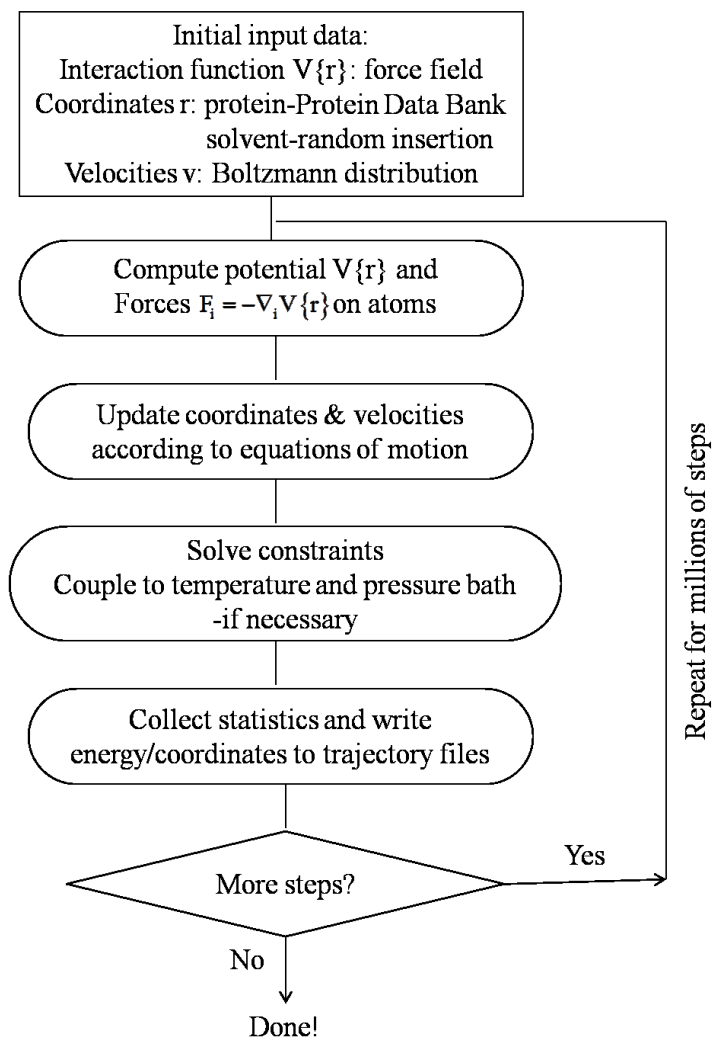 Initial input data:
Interaction function V{r}: force field
Coordinates r: protein-Protein Data Bank
solvent-random insertion
Velocities v: Boltzmann distribution
Compute potential V{r} and
Forces Fᵢ = −∇ᵢV{r} on atoms
Update coordinates & velocities
according to equations of motion
Solve constraints
Couple to temperature and pressure bath
-if necessary
Collect statistics and write
energy/coordinates to trajectory files
More steps?
Yes
No
Done!
Repeat for millions of steps